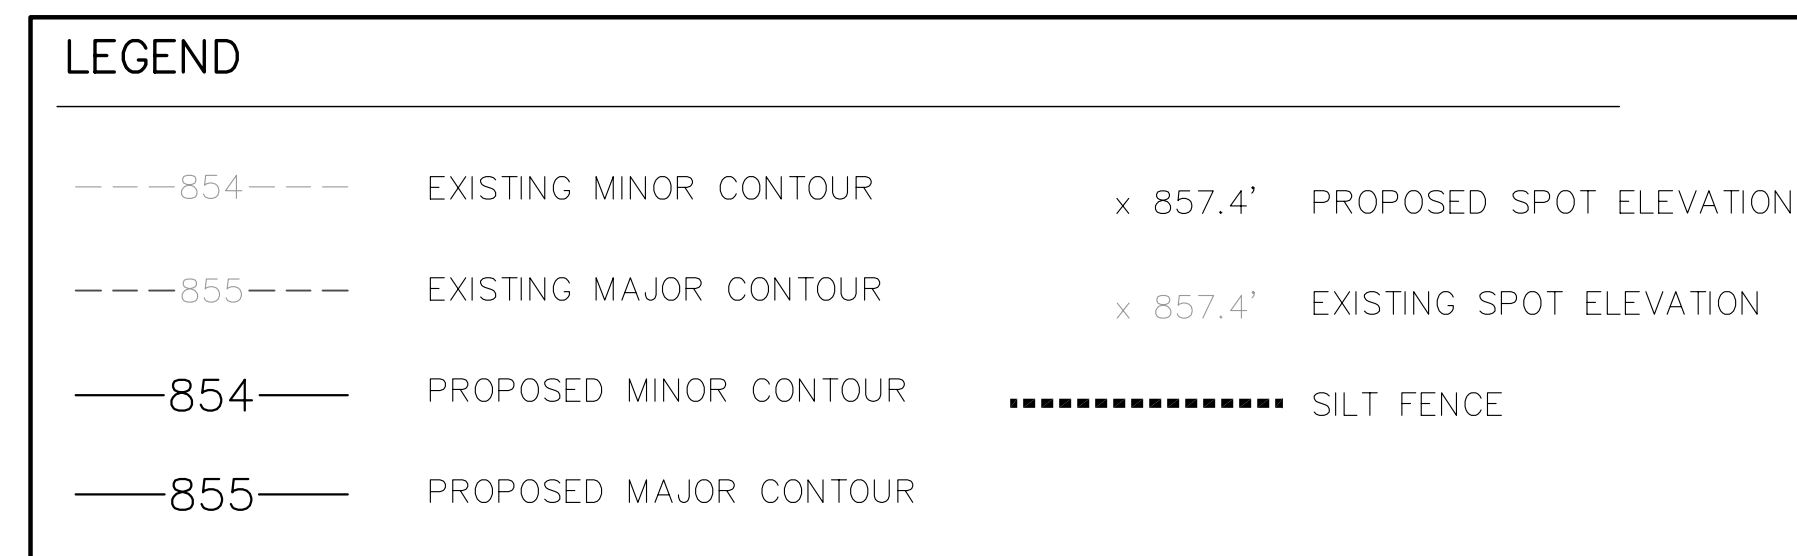 LEGEND
854 EXISTING MINOR CONTOUR
855 EXISTING MAJOR CONTOUR
854 PROPOSED MINOR CONTOUR
855 PROPOSED MAJOR CONTOUR
x 857.4' PROPOSED SPOT ELEVATION
x 857.4' EXISTING SPOT ELEVATION
SILT FENCE